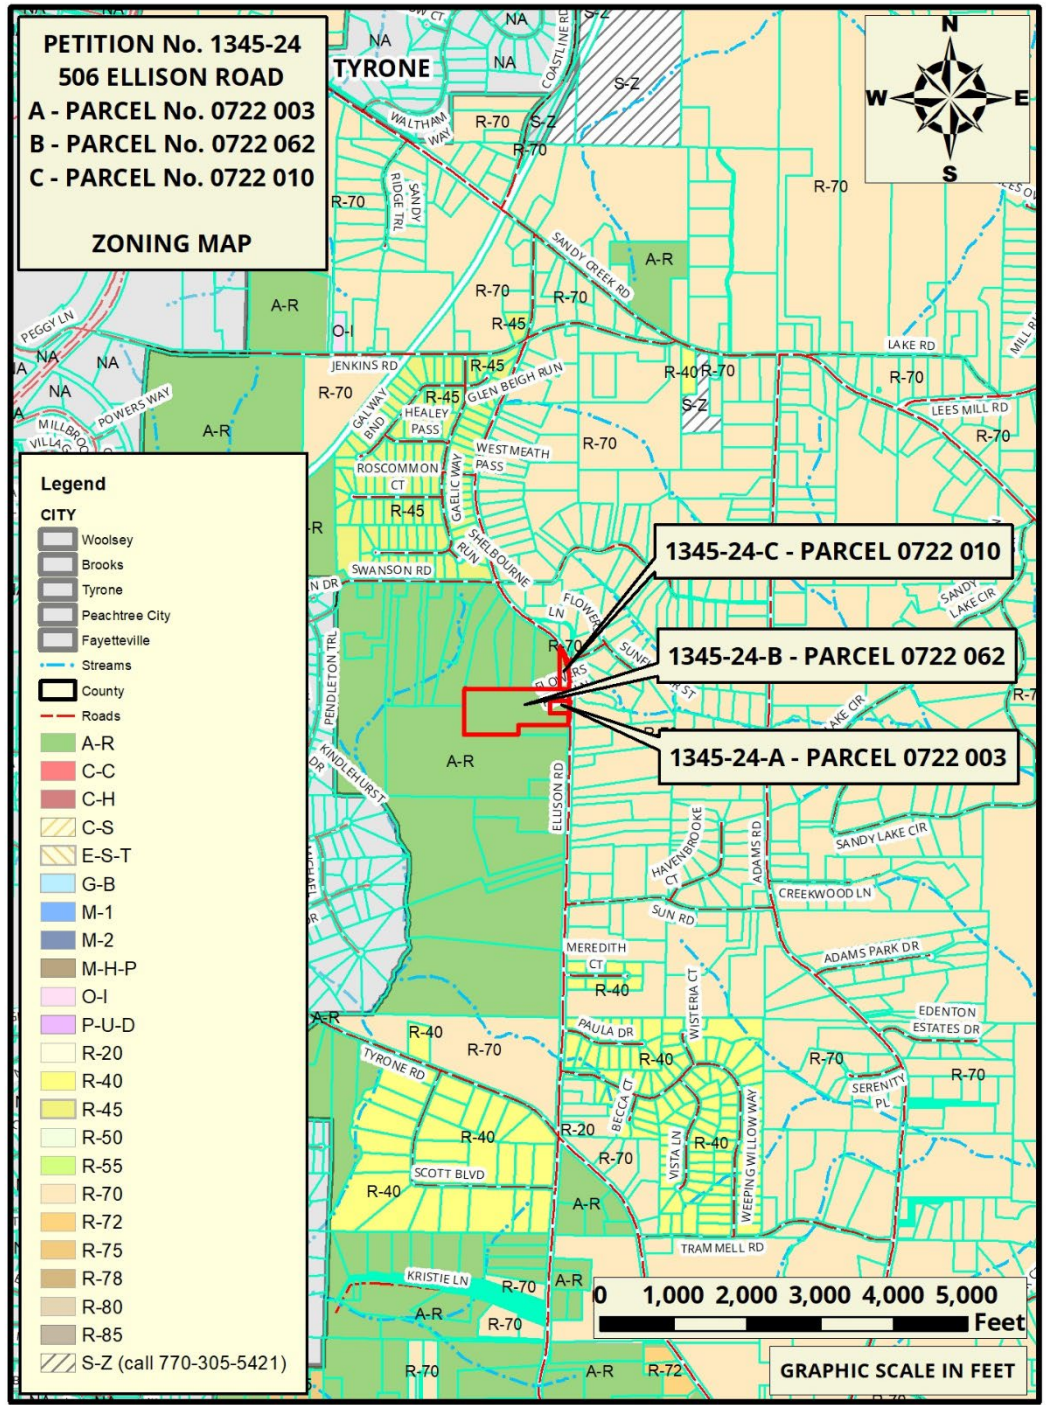 PETITION No. 1345-24
506 ELLISON ROAD
A - PARCEL No. 0722 003
B - PARCEL No. 0722 062
C - PARCEL No. 0722 010
ZONING MAP
N
W
E
S
NA
TYRONE
NA
NA
COASTLINE RD
S-Z
S-Z
WALTHAM WAY
R-70
S-Z
R-70
R-70
SANDY RIDGE TRL
R-70
SANDY CREEK RD
A-R
A-R
O-I
R-70
R-70
R-45
PEGGY LN
NA
NA
NA
NA
POWERS WAY
A-R
JENKINS RD
R-70
R-45
GLEN BEIGH RUN
R-45
GALWAY BND
HEALEY PASS
LAKE RD
R-40
R-70
S-Z
R-70
LEES MILL RD
R-70
R-70
WESTMEATH PASS
ROSCOMMON CT
GAELIC WAY
R-45
SHELBOURNE
RUN
SWANSON RD
1345-24-C - PARCEL 0722 010
1345-24-B - PARCEL 0722 062
1345-24-A - PARCEL 0722 003
LN
R-70
PENDLETON TRL
KINDLEHURST
A-R
ELLISON RD
SANDY LAKE CIR
LAKE CIR
SANDY LAKE CIR
HAVENBROOKE CT
ADAMS RD
CREEKWOOD LN
SUN RD
MEREDITH CT
R-40
ADAMS PARK DR
WISTERIA CT
EDENTON ESTATES DR
A-R
R-40
R-70
TYRONE RD
PAULA DR
R-40
R-70
SERENITY PL
R-70
BECCA CT
R-20
R-70
VISTA LN
R-40
WEEPING WILLOW WAY
R-40
SCOTT BLVD
R-40
A-R
TRAMMELL RD
KRISTIE LN
R-70
A-R
A-R
R-70
R-70
A-R
R-72
Legend
CITY
Woolsey
Brooks
Tyrone
Peachtree City
Fayetteville
Streams
County
Roads
A-R
C-C
C-H
C-S
E-S-T
G-B
M-1
M-2
M-H-P
O-I
P-U-D
R-20
R-40
R-45
R-50
R-55
R-70
R-72
R-75
R-78
R-80
R-85
S-Z (call 770-305-5421)
0 1,000 2,000 3,000 4,000 5,000
Feet
GRAPHIC SCALE IN FEET